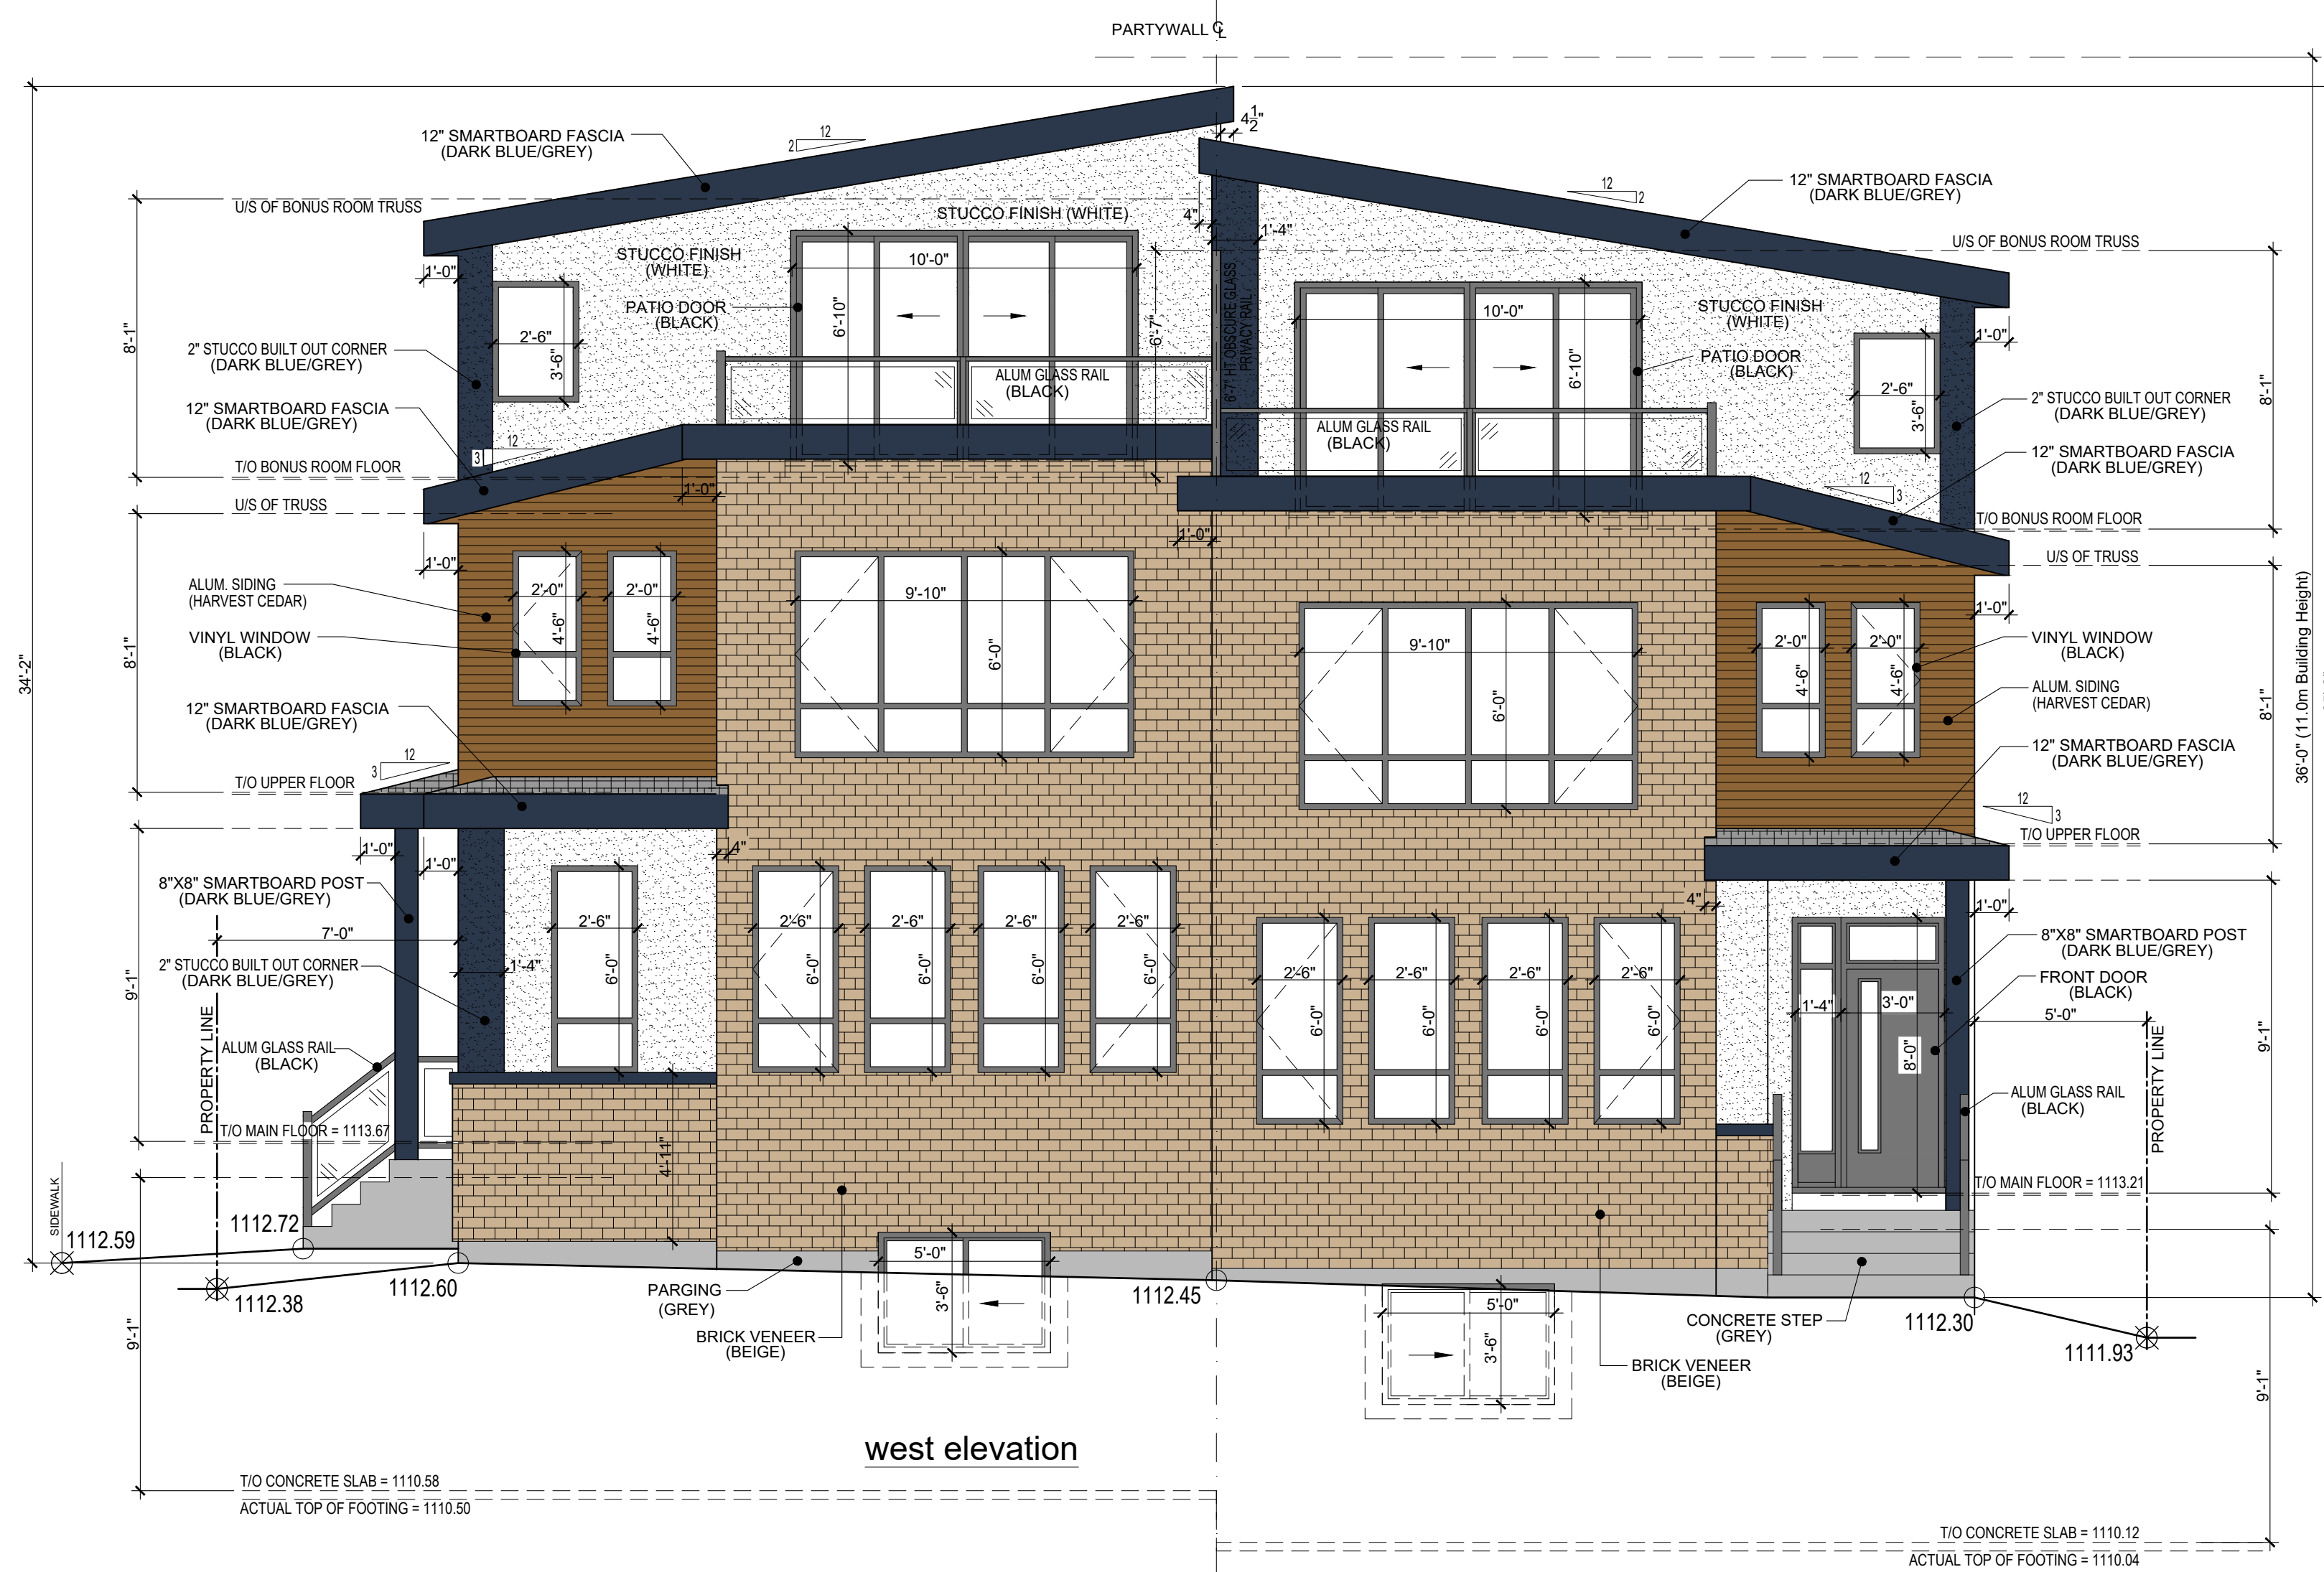 PARTYWALL ℄
12" SMARTBOARD FASCIA
(DARK BLUE/GREY)
12
2
4 1/2"
12
2
12" SMARTBOARD FASCIA
(DARK BLUE/GREY)
U/S OF BONUS ROOM TRUSS
STUCCO FINISH (WHITE)
4"
1'-4"
U/S OF BONUS ROOM TRUSS
STUCCO FINISH
(WHITE)
1'-0"
10'-0"
PATIO DOOR
(BLACK)
6'-10"
6'-7"
6'-7" HT OBSCURE GLASS
PRIVACY RAIL
10'-0"
STUCCO FINISH
(WHITE)
1'-0"
8'-1"
2'-6"
3'-6"
2" STUCCO BUILT OUT CORNER
(DARK BLUE/GREY)
ALUM GLASS RAIL
(BLACK)
6'-10"
PATIO DOOR
(BLACK)
2'-6"
3'-6"
8'-1"
2" STUCCO BUILT OUT CORNER
(DARK BLUE/GREY)
12" SMARTBOARD FASCIA
(DARK BLUE/GREY)
ALUM GLASS RAIL
(BLACK)
12
3
12" SMARTBOARD FASCIA
(DARK BLUE/GREY)
T/O BONUS ROOM FLOOR
1'-0"
12
3
U/S OF TRUSS
T/O BONUS ROOM FLOOR
1'-0"
1'-0"
U/S OF TRUSS
ALUM. SIDING
(HARVEST CEDAR)
2'-0"
2'-0"
4'-6"
4'-6"
9'-10"
6'-0"
1'-0"
VINYL WINDOW
(BLACK)
8'-1"
34'-2"
9'-10"
6'-0"
2'-0"
2'-0"
4'-6"
4'-6"
VINYL WINDOW
(BLACK)
ALUM. SIDING
(HARVEST CEDAR)
8'-1"
36'-0" (11.0m Building Height)
12" SMARTBOARD FASCIA
(DARK BLUE/GREY)
12
3
12" SMARTBOARD FASCIA
(DARK BLUE/GREY)
T/O UPPER FLOOR
12
3
T/O UPPER FLOOR
1'-0"
1'-0"
4"
8"X8" SMARTBOARD POST
(DARK BLUE/GREY)
4"
1'-0"
2'-6"
6'-0"
2'-6"
2'-6"
2'-6"
2'-6"
6'-0"
6'-0"
6'-0"
6'-0"
7'-0"
8"X8" SMARTBOARD POST
(DARK BLUE/GREY)
2" STUCCO BUILT OUT CORNER
(DARK BLUE/GREY)
1'-4"
9'-1"
2'-6"
2'-6"
2'-6"
2'-6"
6'-0"
6'-0"
6'-0"
6'-0"
1'-4"
3'-0"
8'-0"
FRONT DOOR
(BLACK)
5'-0"
9'-1"
PROPERTY LINE
ALUM GLASS RAIL
(BLACK)
PROPERTY LINE
ALUM GLASS RAIL
(BLACK)
T/O MAIN FLOOR = 1113.67
4'-11"
T/O MAIN FLOOR = 1113.21
SIDEWALK
1112.59
1112.72
1112.38
1112.60
PARGING
(GREY)
5'-0"
3'-6"
1112.45
5'-0"
3'-6"
CONCRETE STEP
(GREY)
1112.30
1111.93
9'-1"
BRICK VENEER
(BEIGE)
BRICK VENEER
(BEIGE)
9'-1"
west elevation
T/O CONCRETE SLAB = 1110.58
ACTUAL TOP OF FOOTING = 1110.50
T/O CONCRETE SLAB = 1110.12
ACTUAL TOP OF FOOTING = 1110.04